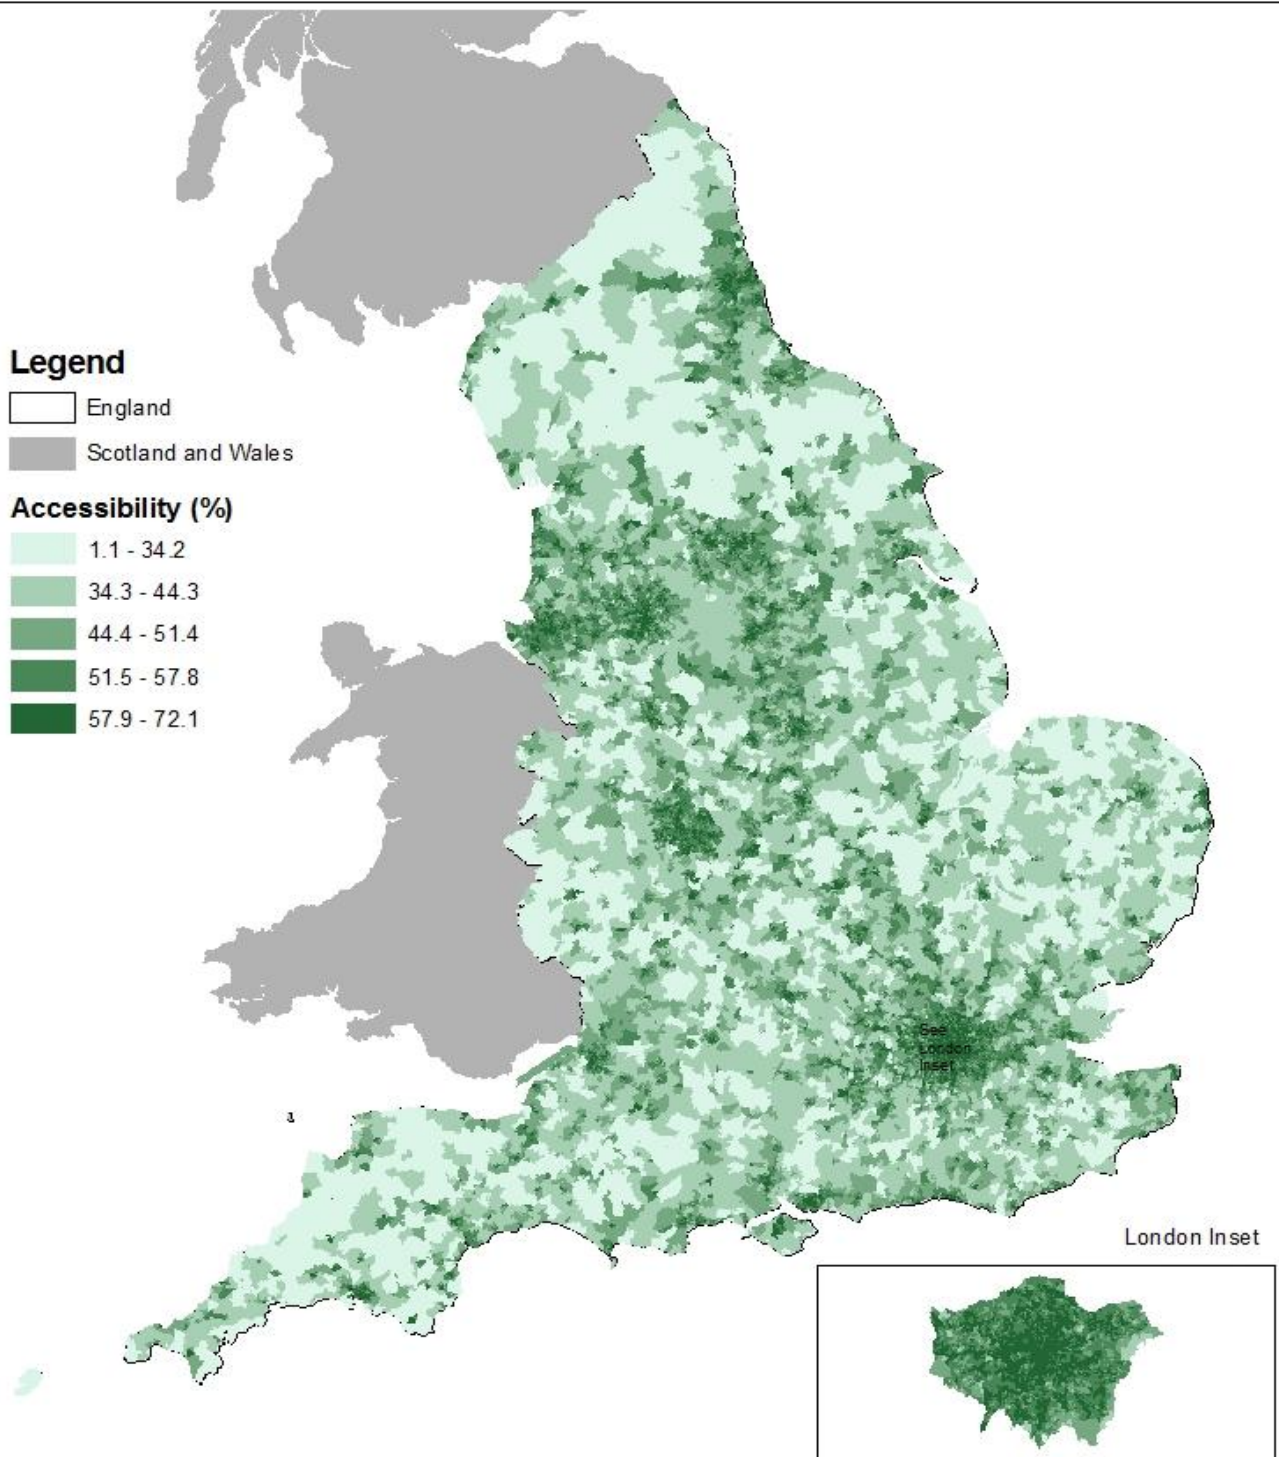 Legend
England
Scotland and Wales
Accessibility (%)
1.1 - 34.2
34.3 - 44.3
44.4 - 51.4
51.5 - 57.8
57.9 - 72.1
See
London
Inset
London Inset